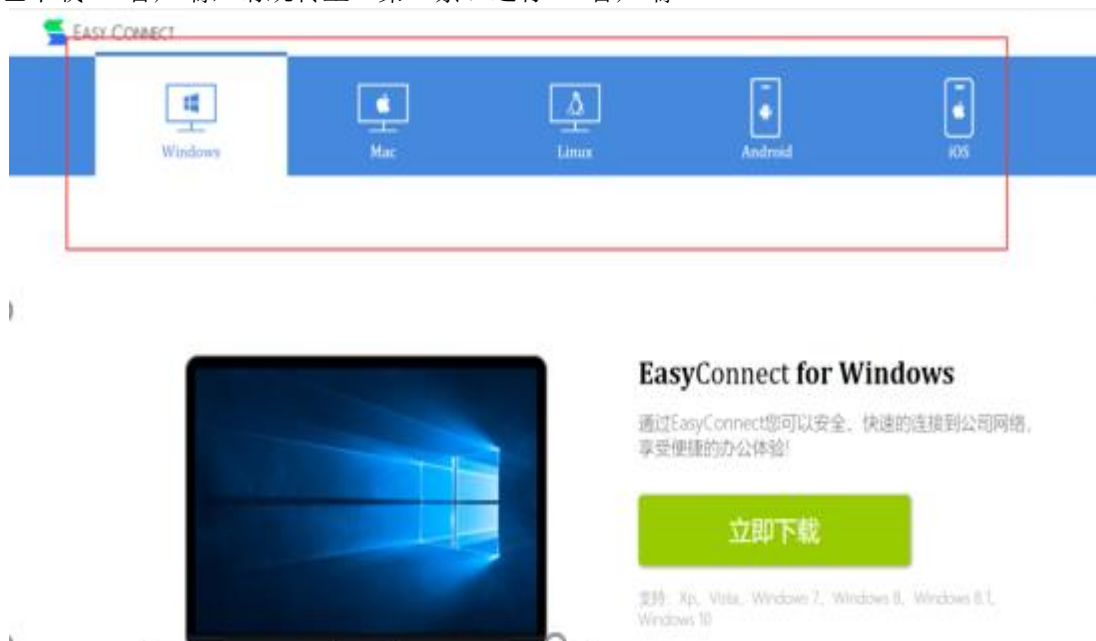 EASY CONNECT
Windows
Mac
Linux
Android
iOS
EasyConnect for Windows
通过EasyConnect您可以安全、快速的连接到公司网络,
享受便捷的办公体验!
立即下载
支持: Xp、Vista、Windows 7、Windows 8、Windows 8.1、
Windows 10